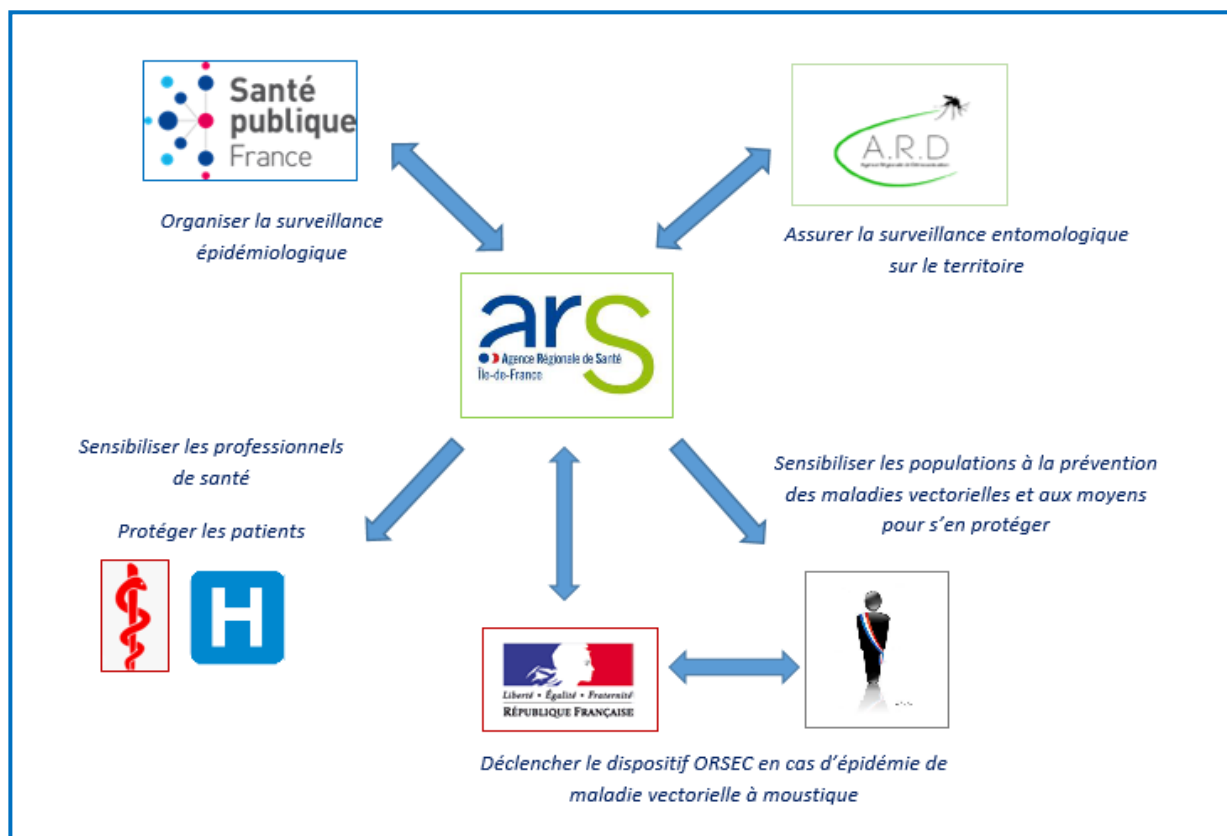 Santé
publique
France
A.R.D
Organiser la surveillance
épidémiologique
Assurer la surveillance entomologique
sur le territoire
ars
Agence Régionale de Santé
Île-de-France
Sensibiliser les professionnels
de santé
Protéger les patients
Sensibiliser les populations à la prévention
des maladies vectorielles et aux moyens
pour s'en protéger
H
Liberté • Égalité • Fraternité
RÉPUBLIQUE FRANÇAISE
Déclencher le dispositif ORSEC en cas d'épidémie de
maladie vectorielle à moustique